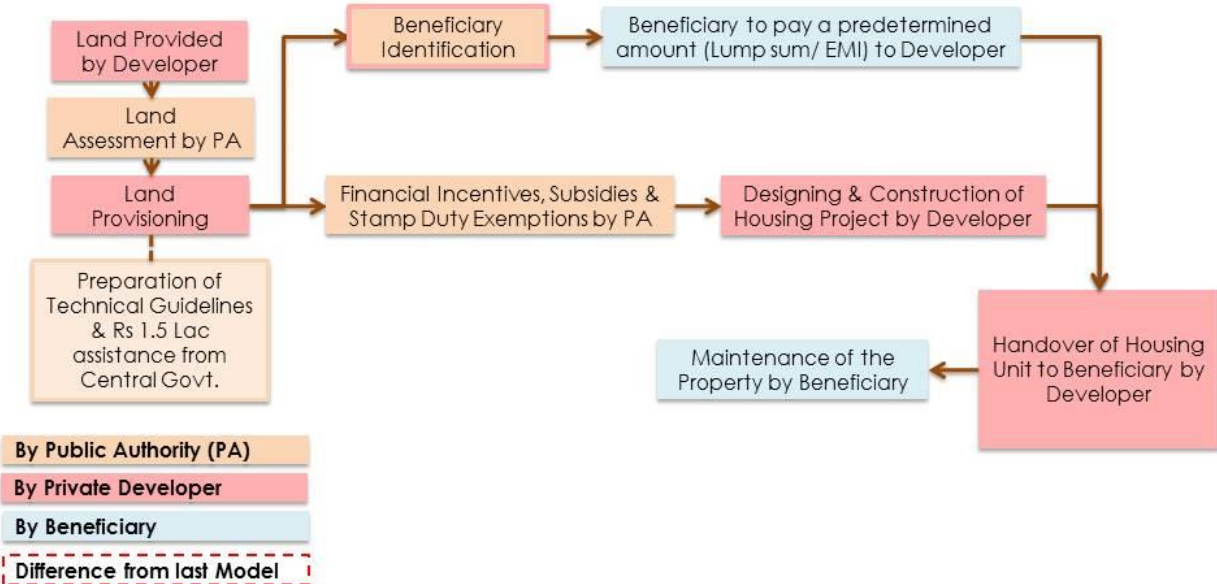 Land Provided
by Developer
Land
Assessment by PA
Land
Provisioning
Preparation of
Technical Guidelines
& Rs 1.5 Lac
assistance from
Central Govt.
Beneficiary
Identification
Beneficiary to pay a predetermined
amount (Lump sum/ EMI) to Developer
Financial Incentives, Subsidies &
Stamp Duty Exemptions by PA
Designing & Construction of
Housing Project by Developer
Handover of Housing
Unit to Beneficiary by
Developer
Maintenance of the
Property by Beneficiary
By Public Authority (PA)
By Private Developer
By Beneficiary
Difference from last Model